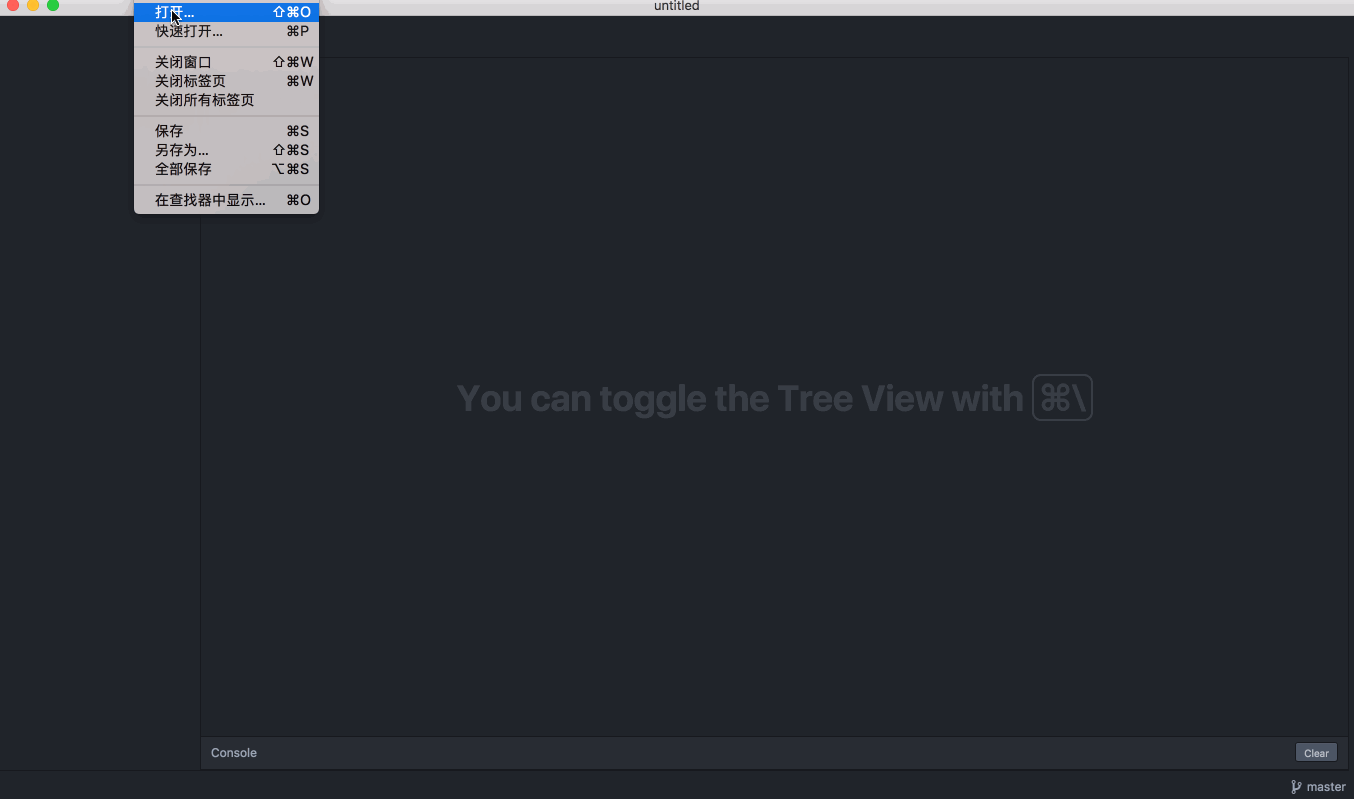 untitled
打开... ⇧⌘O
快速打开... ⌘P
关闭窗口 ⇧⌘W
关闭标签页 ⌘W
关闭所有标签页
保存 ⌘S
另存为... ⇧⌘S
全部保存 ⌥⌘S
在查找器中显示... ⌘O
You can toggle the Tree View with ⌘\
Console Clear
master